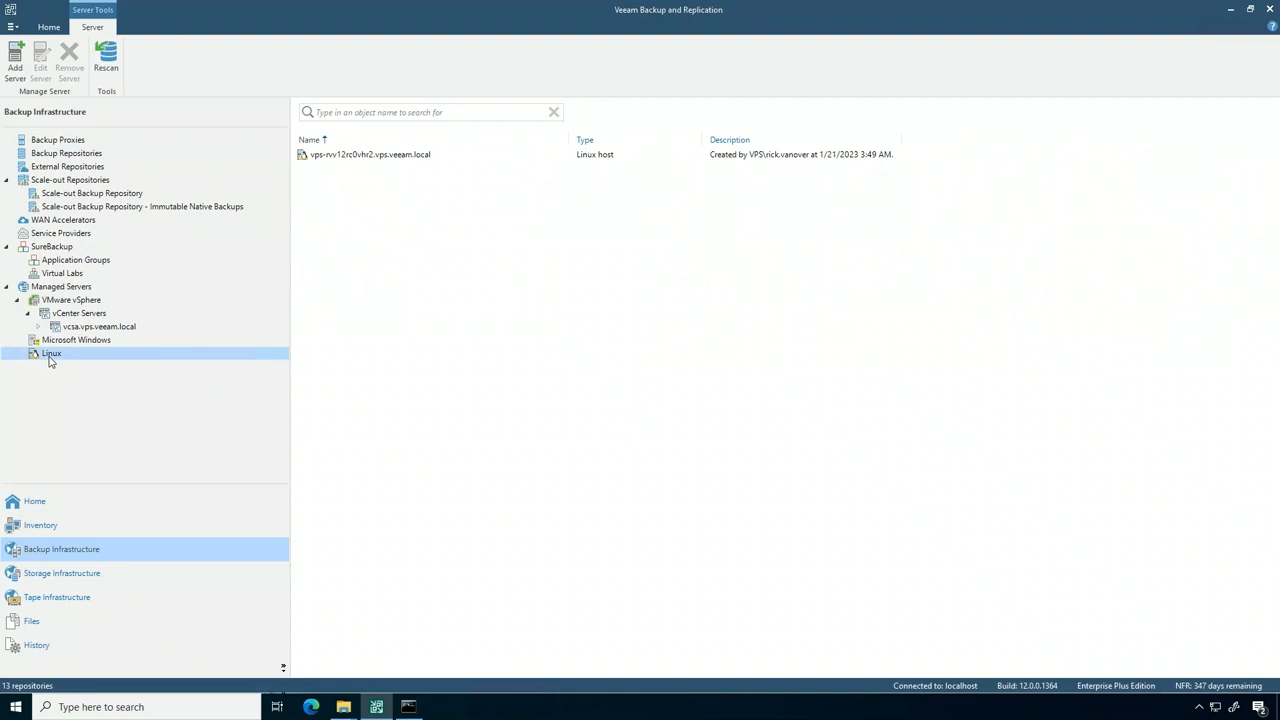 Server Tools
Veeam Backup and Replication
Home
Server
Add Server
Edit Server
Remove Server
Rescan
Manage Server
Tools
Backup Infrastructure
Backup Proxies
Backup Repositories
External Repositories
Scale-out Repositories
Scale-out Backup Repository
Scale-out Backup Repository - Immutable Native Backups
WAN Accelerators
Service Providers
SureBackup
Application Groups
Virtual Labs
Managed Servers
VMware vSphere
vCenter Servers
vcsa.vps.veeam.local
Microsoft Windows
Linux
Type in an object name to search for
Name Type Description
vps-rvv12rc0vhr2.vps.veeam.local Linux host Created by VPS\rick.vanover at 1/21/2023 3:49 AM.
Home
Inventory
Backup Infrastructure
Storage Infrastructure
Tape Infrastructure
Files
History
13 repositories
Connected to: localhost Build: 12.0.0.1364 Enterprise Plus Edition NFR: 347 days remaining
Type here to search